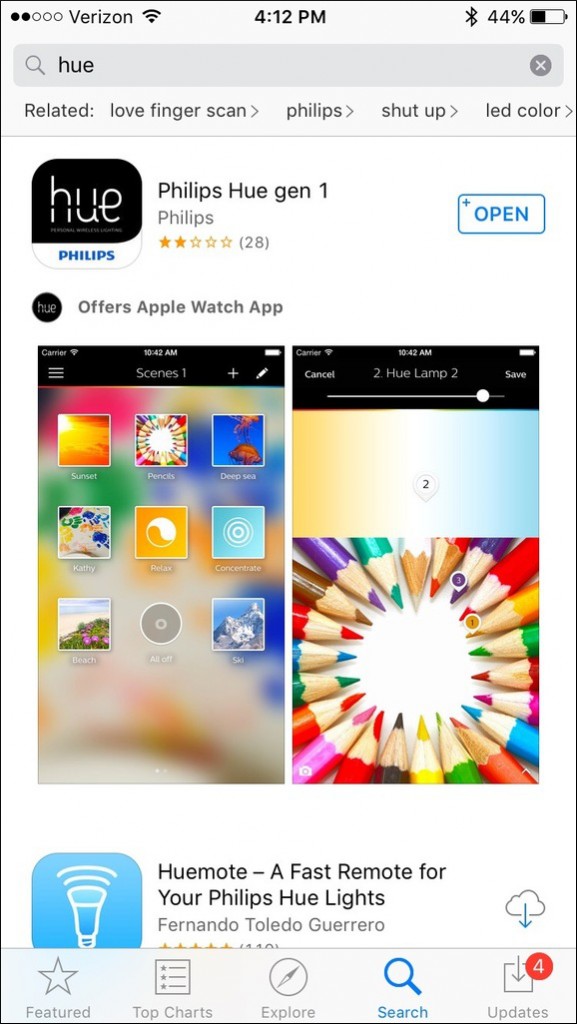 Verizon 4:12 PM 44%
hue
Related: love finger scan> philips> shut up> led color>
hue
PERSONAL WIRELESS LIGHTING
PHILIPS
Philips Hue gen 1
Philips
(28)
+ OPEN
hue Offers Apple Watch App
Carrier 10:42 AM
Scenes 1 +
Sunset Pencils Deep sea
Kathy Relax Concentrate
Beach All off Ski
Carrier 10:42 AM
Cancel 2. Hue Lamp 2 Save
2
3
1
Huemote – A Fast Remote for
Your Philips Hue Lights
Fernando Toledo Guerrero
4
Featured Top Charts Explore Search Updates